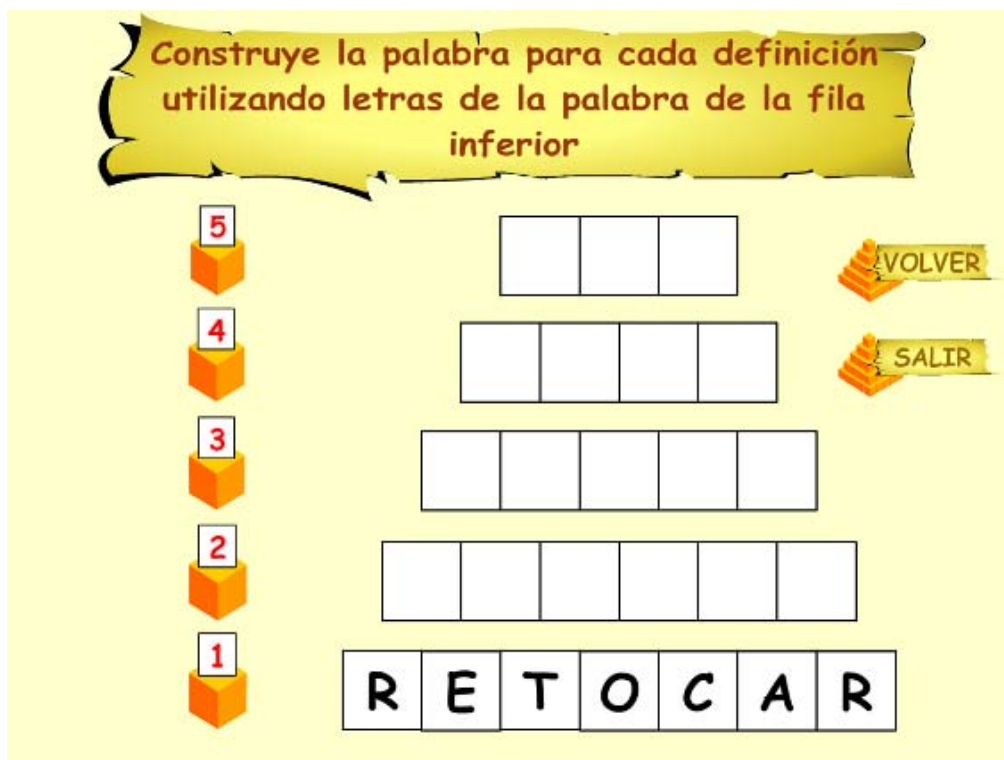 Construye la palabra para cada definición
utilizando letras de la palabra de la fila
inferior
5
VOLVER
4
SALIR
3
2
1
R E T O C A R